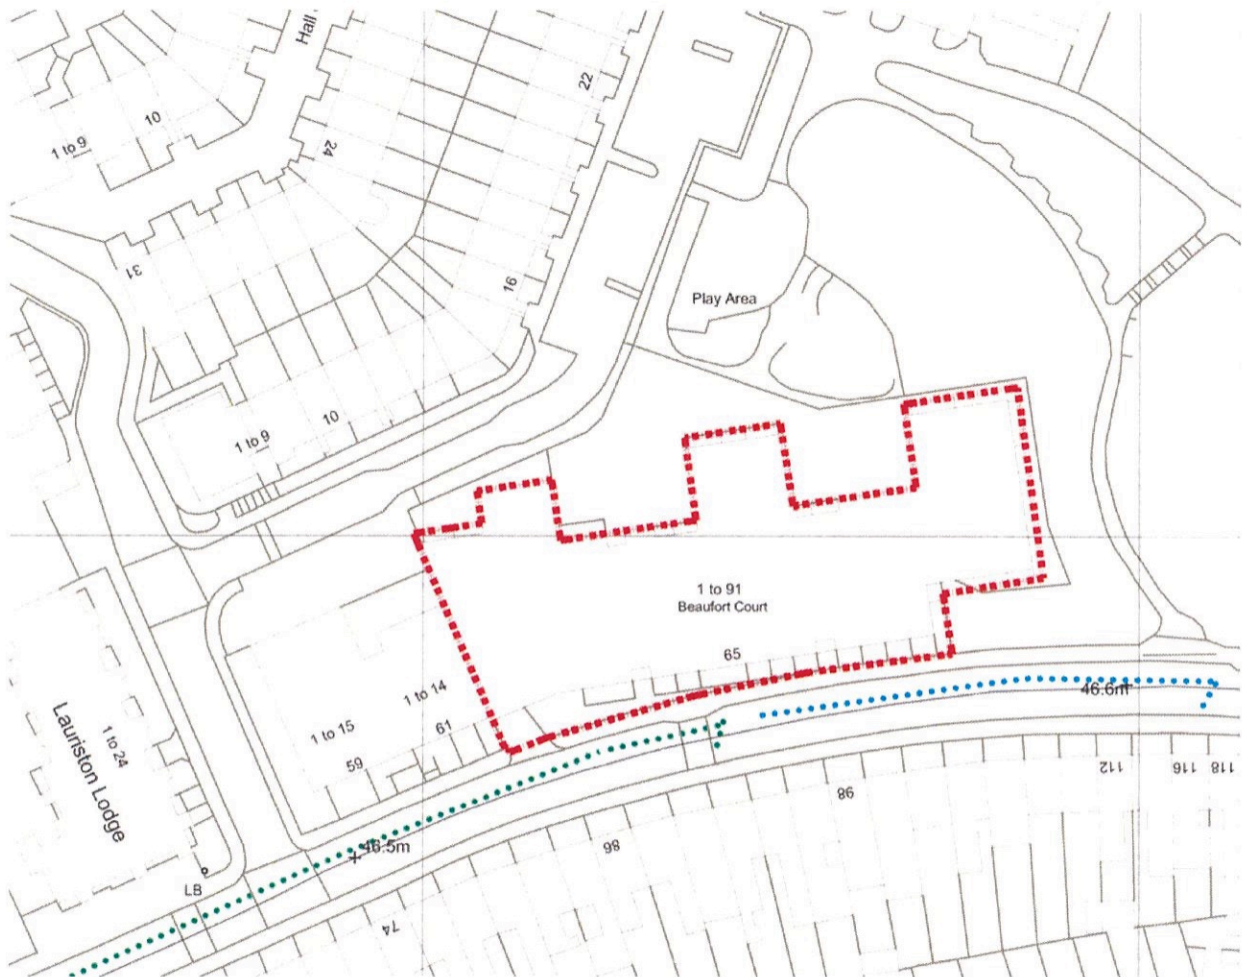 Hall
22
10
1 to 9
24
31
16
Play Area
10
1 to 9
1 to 91
Beaufort Court
65
1 to 14
46.6m
61
1 to 15
59
Lauriston Lodge
1 to 24
112
116
118
98
86
46.5m
LB
74